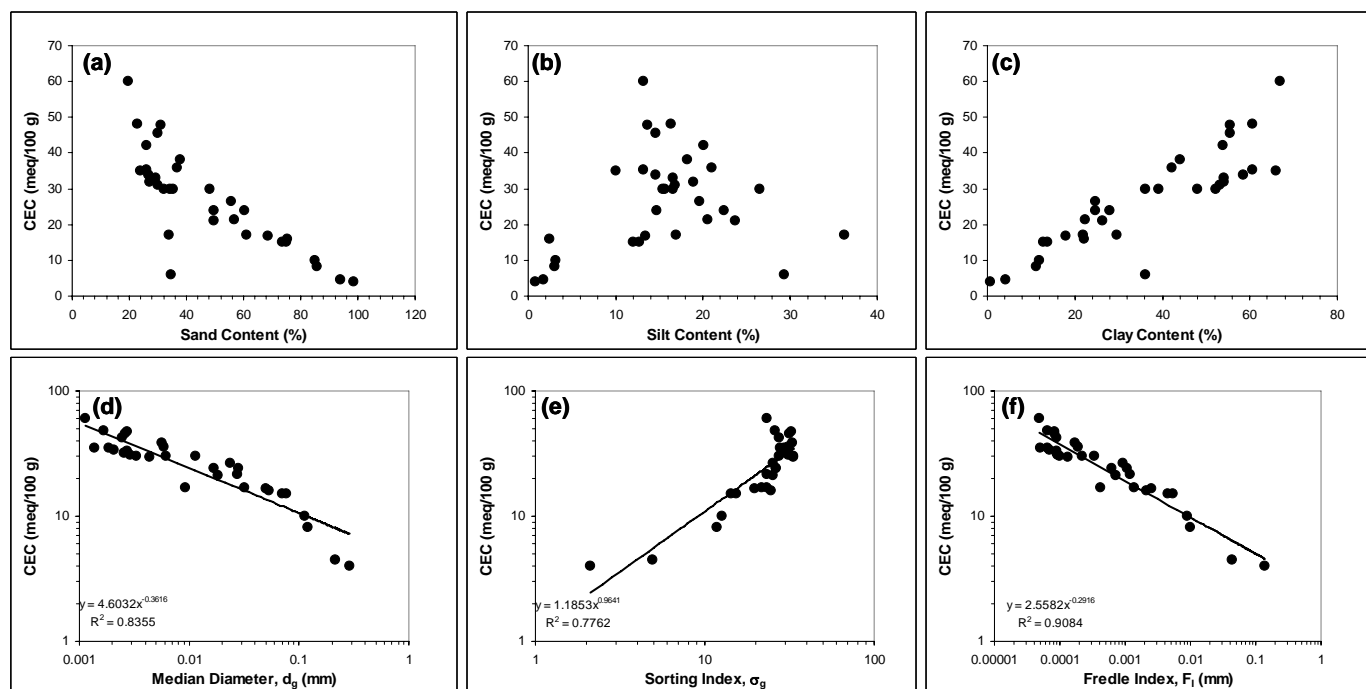 (a)
CEC (meq/100 g)
70
60
50
40
30
20
10
0
0 20 40 60 80 100 120
Sand Content (%)
(b)
CEC (meq/100 g)
70
60
50
40
30
20
10
0
0 10 20 30 40
Silt Content (%)
(c)
CEC (meq/100 g)
70
60
50
40
30
20
10
0
0 20 40 60 80
Clay Content (%)
(d)
CEC (meq/100 g)
100
10
1
y = 4.6032x^-0.3616
R² = 0.8355
0.001 0.01 0.1 1
Median Diameter, d_g (mm)
(e)
CEC (meq/100 g)
100
10
1
y = 1.1853x^0.9641
R² = 0.7762
1 10 100
Sorting Index, σ_g
(f)
CEC (meq/100 g)
100
10
1
y = 2.5582x^-0.2916
R² = 0.9084
0.00001 0.0001 0.001 0.01 0.1 1
Fredle Index, F_I (mm)